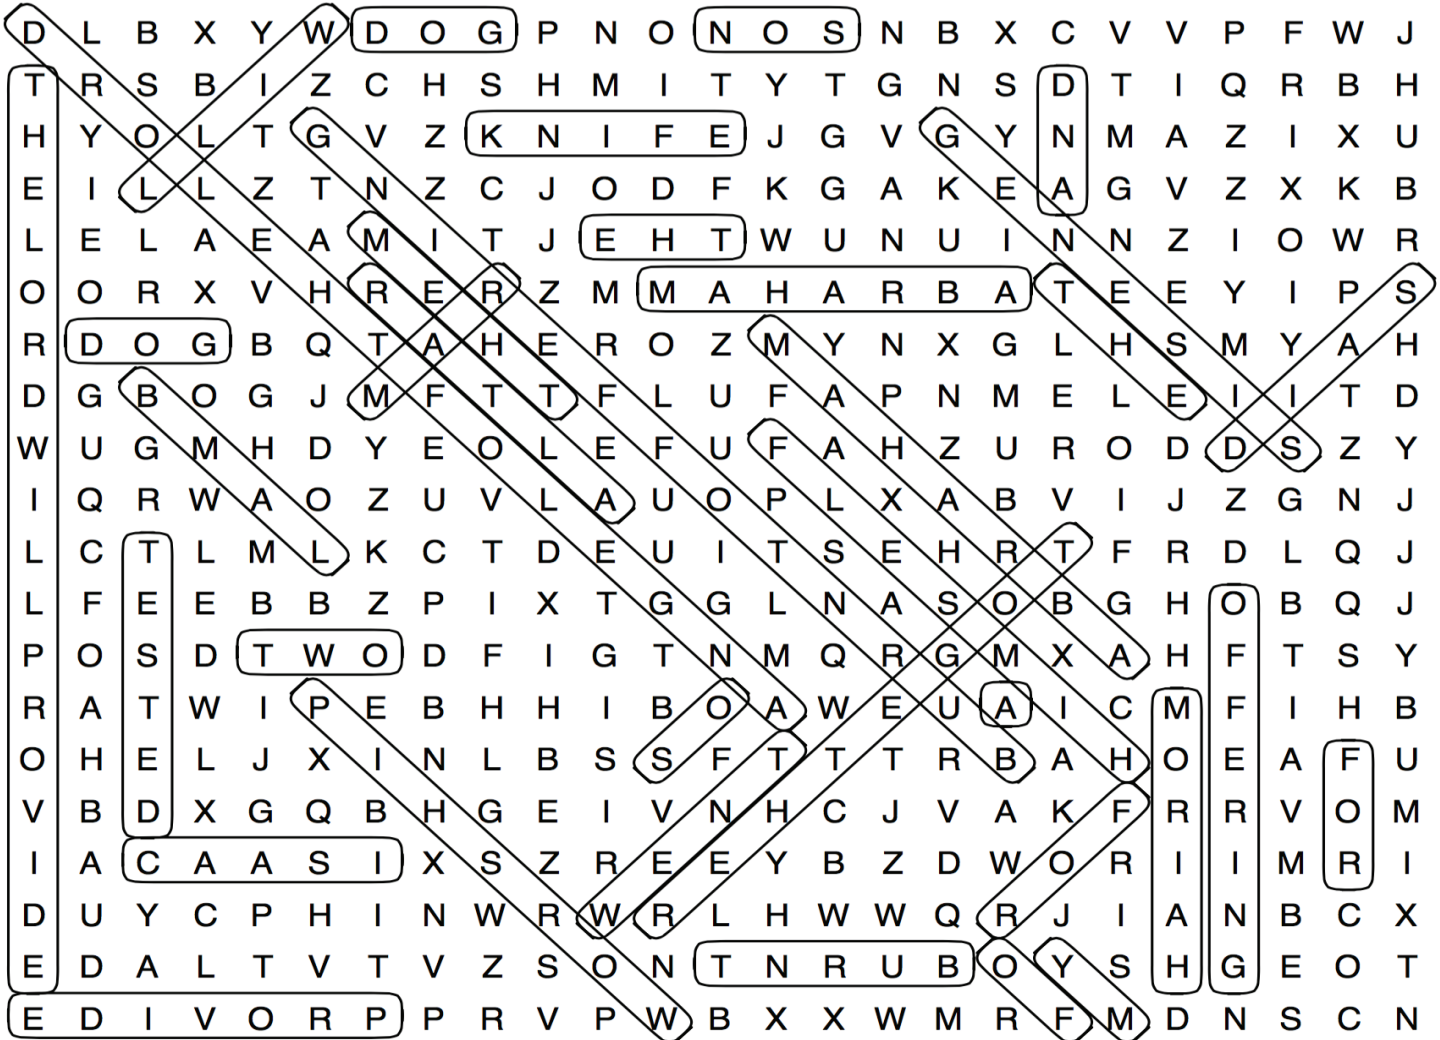 D L B X Y W D O G P N O N O S N B X C V V P F W J
T R S B I Z C H S H M I T Y T G N S D T I Q R B H
H Y O L T G V Z K N I F E J G V G Y N M A Z I X U
E I L L Z T N Z C J O D F K G A K E A G V Z X K B
L E L A E A M I T J E H T W U N U I N N Z I O W R
O O R X V H R E R Z M M A H A R B A T E E Y I P S
R D O G B Q T A H E R O Z M Y N X G L H S M Y A H
D G B O G J M F T T F L U F A P N M E L E I I T D
W U G M H D Y E O L E F U F A H Z U R O D D S Z Y
I Q R W A O Z U V L A U O P L X A B V I J Z G N J
L C T L M L K C T D E U I T S E H R T F R D L Q J
L F E E B B Z P I X T G G L N A S O B G H O B Q J
P O S D T W O D F I G T N M Q R G M X A H F T S Y
R A T W I P E B H H I B O A W E U A I C M F I H B
O H E L J X I N L B S S F T T T R B A H O E A F U
V B D X G Q B H G E I V N H C J V A K F R R V O M
I A C A A S I X S Z R E E Y B Z D W O R I I M R I
D U Y C P H I N W R W R L H W W Q R J I A N B C X
E D A L T V T V Z S O N T N R U B O Y S H G E O T
E D I V O R P P R V P W B X X W M R F M D N S C N